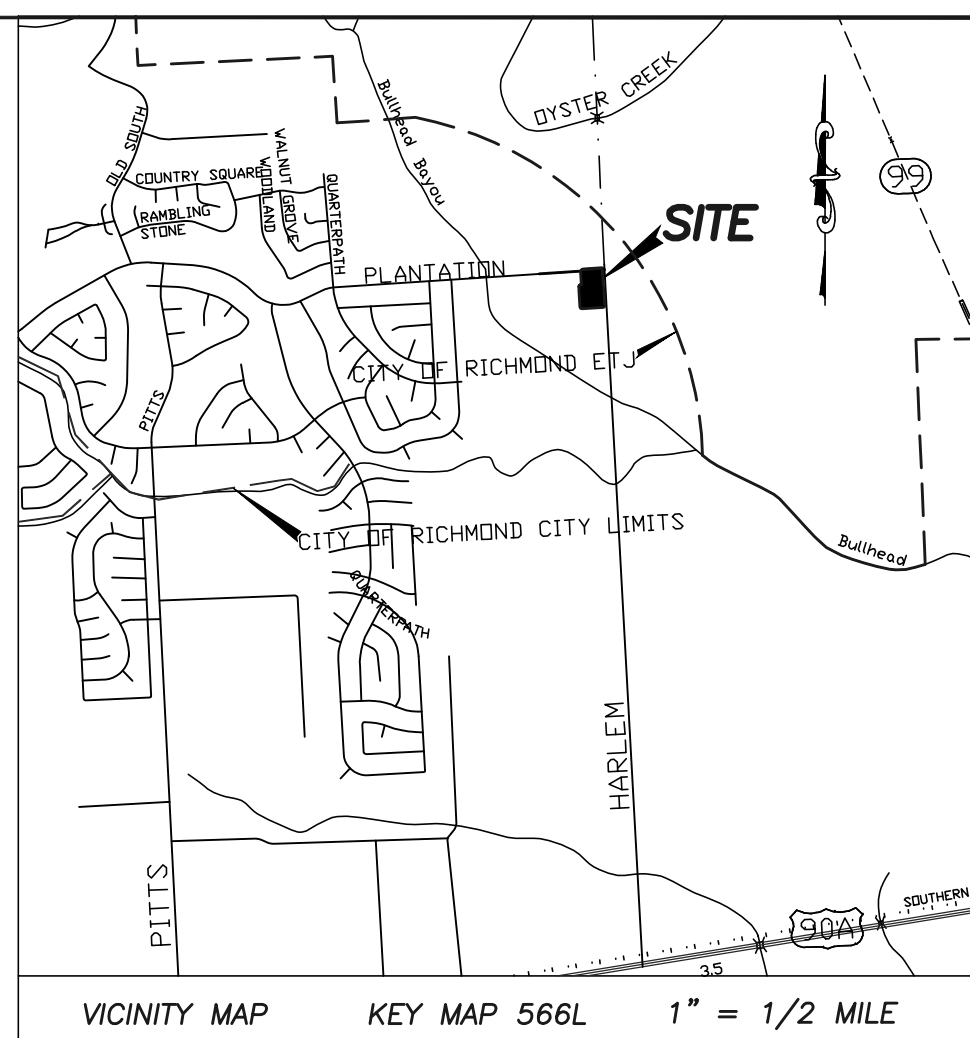 OYSTER CREEK
Bullhead Bayou
OLD SOUTH
WALNUT GROVE
COUNTRY SQUARE
WOODLAND
QUARTERPATH
99
RAMBLING
STONE
SITE
PLANTATION
CITY OF RICHMOND ETJ
PITTS
CITY OF RICHMOND CITY LIMITS
Bullhead
QUARTERPATH
HARLEM
PITTS
SOUTHERN
90A
3.5
VICINITY MAP KEY MAP 566L 1" = 1/2 MILE